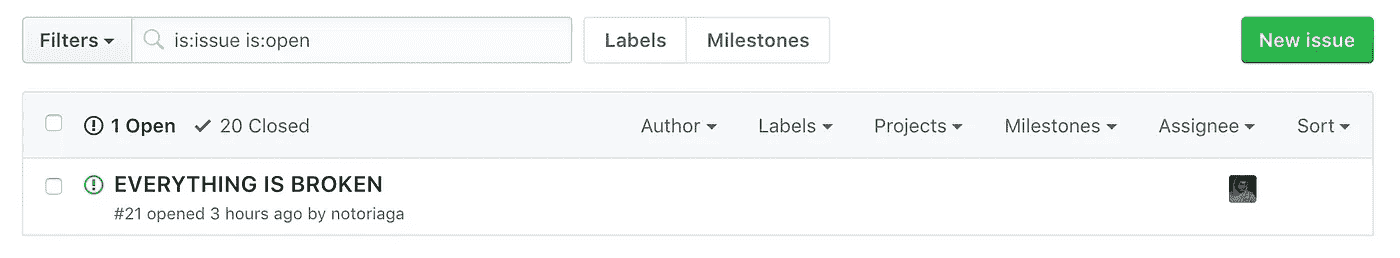 Filters is:issue is:open Labels Milestones New issue
1 Open 20 Closed Author Labels Projects Milestones Assignee Sort
EVERYTHING IS BROKEN
#21 opened 3 hours ago by notoriaga